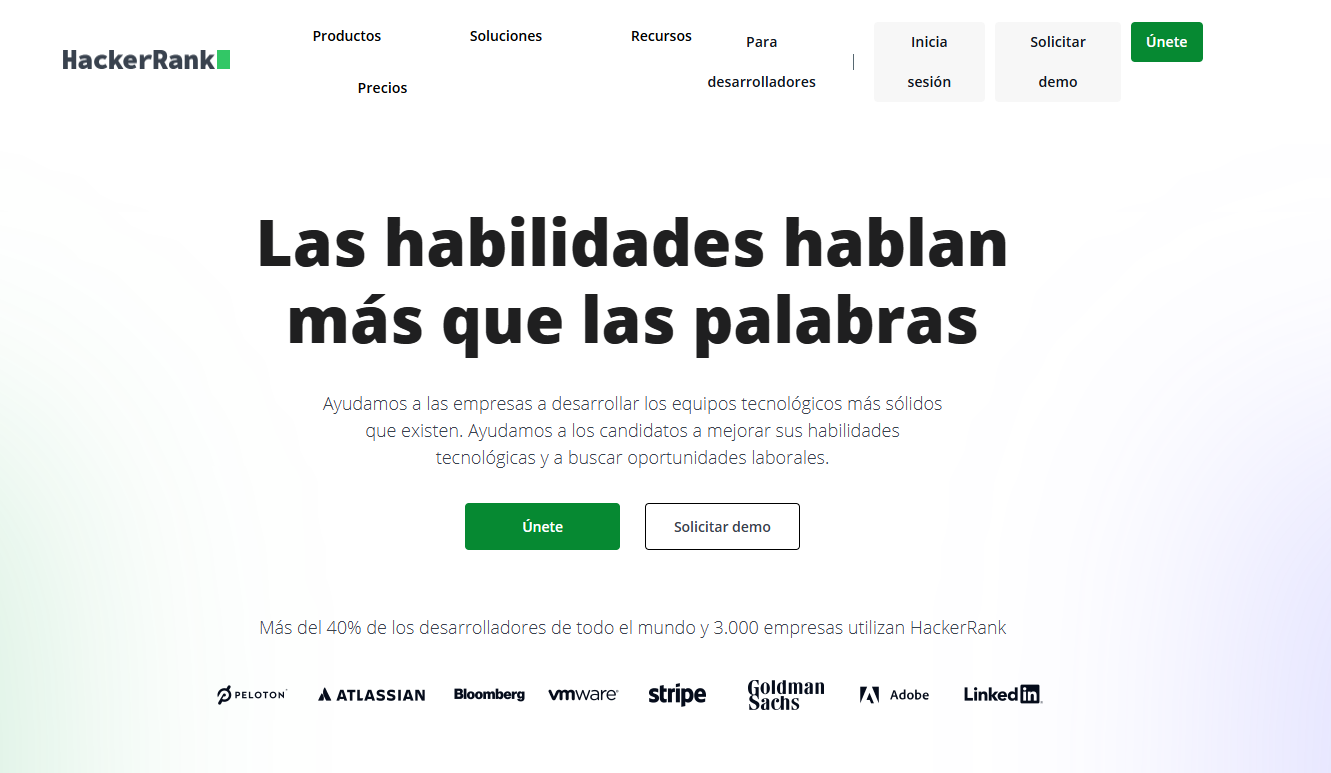 HackerRank
Productos
Soluciones
Recursos
Precios
Para
desarrolladores
|
Inicia
sesión
Solicitar
demo
Únete
Las habilidades hablan
más que las palabras
Ayudamos a las empresas a desarrollar los equipos tecnológicos más sólidos
que existen. Ayudamos a los candidatos a mejorar sus habilidades
tecnológicas y a buscar oportunidades laborales.
Únete
Solicitar demo
Más del 40% de los desarrolladores de todo el mundo y 3.000 empresas utilizan HackerRank
PELOTON
ATLASSIAN
Bloomberg
vmware
stripe
Goldman
Sachs
Adobe
LinkedIn